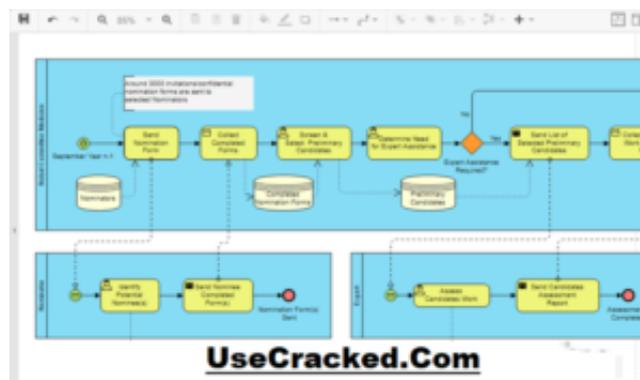 85%
Around 3000 invitations/confidential
nomination forms are sent to
selected Nominators
No
Send
Nomination
Form
Collect
Completed
Forms
Screen &
Select Preliminary
Candidates
Determine Need
for Expert Assistance
Yes
Send List of
Selected Preliminary
Candidates
September Year n-1
Expert Assistance
Required?
Nominators
Completed
Nomination Forms
Preliminary
Candidates
Identify
Potential
Nominee(s)
Send Nominee
Completed
Form(s)
Nomination Form(s)
Sent
Expert
Assess
Candidates Work
Send Candidates
Assessment
Report
UseCracked.Com